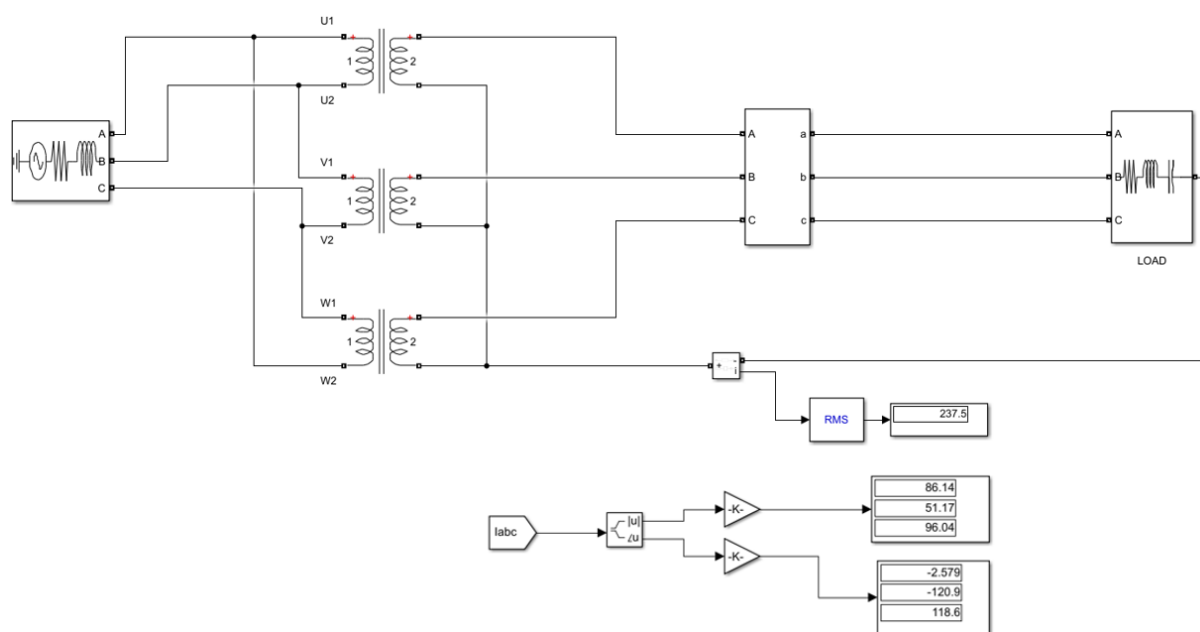 U1
1 2
U2
A
B
C
V1
1 2
V2
W1
1 2
W2
A a
B b
C c
A
B
C
LOAD
+ -
i
RMS
237.5
Iabc
|u|
∠u
-K-
-K-
86.14
51.17
96.04
-2.579
-120.9
118.6